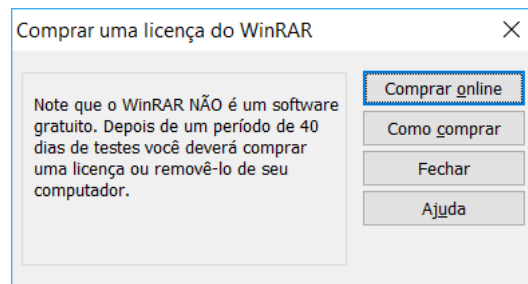 Comprar uma licença do WinRAR
Note que o WinRAR NÃO é um software
gratuito. Depois de um período de 40
dias de testes você deverá comprar
uma licença ou removê-lo de seu
computador.
Comprar online
Como comprar
Fechar
Ajuda